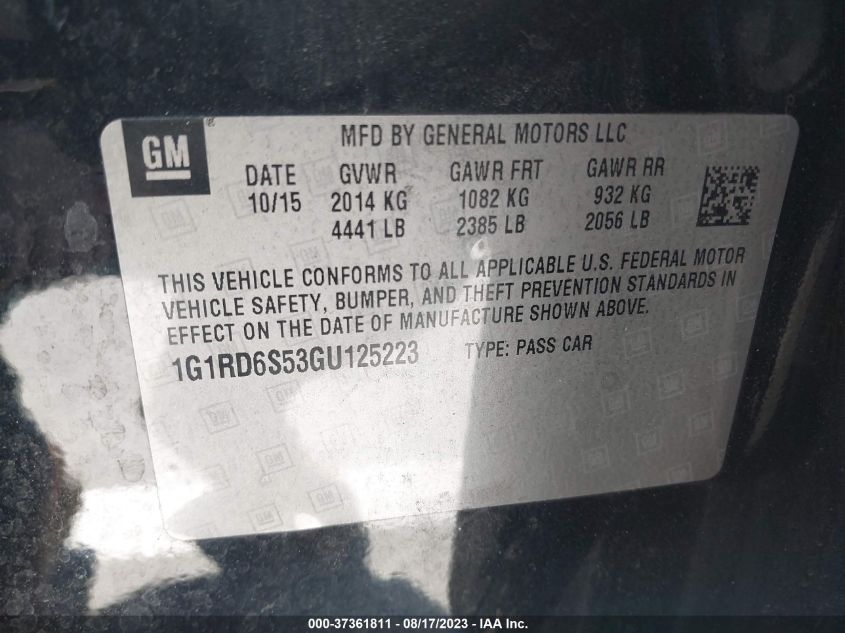 GM
MFD BY GENERAL MOTORS LLC
DATE GVWR GAWR FRT GAWR RR
10/15 2014 KG 1082 KG 932 KG
4441 LB 2385 LB 2056 LB
THIS VEHICLE CONFORMS TO ALL APPLICABLE U.S. FEDERAL MOTOR
VEHICLE SAFETY, BUMPER, AND THEFT PREVENTION STANDARDS IN
EFFECT ON THE DATE OF MANUFACTURE SHOWN ABOVE.
1G1RD6S53GU125223 TYPE: PASS CAR
000-37361811 - 08/17/2023 - IAAI Inc.